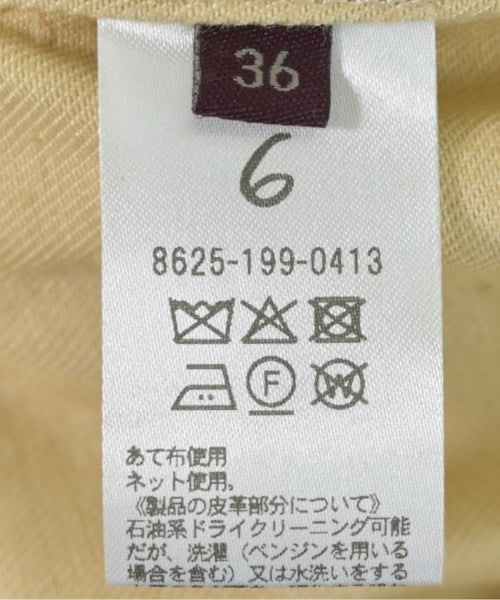 36
6
8625-199-0413
F
W
あて布使用
ネット使用。
《製品の皮革部分について》
石油系ドライクリーニング可能
だが、洗濯（ベンジンを用いる
場合を含む）又は水洗いをする